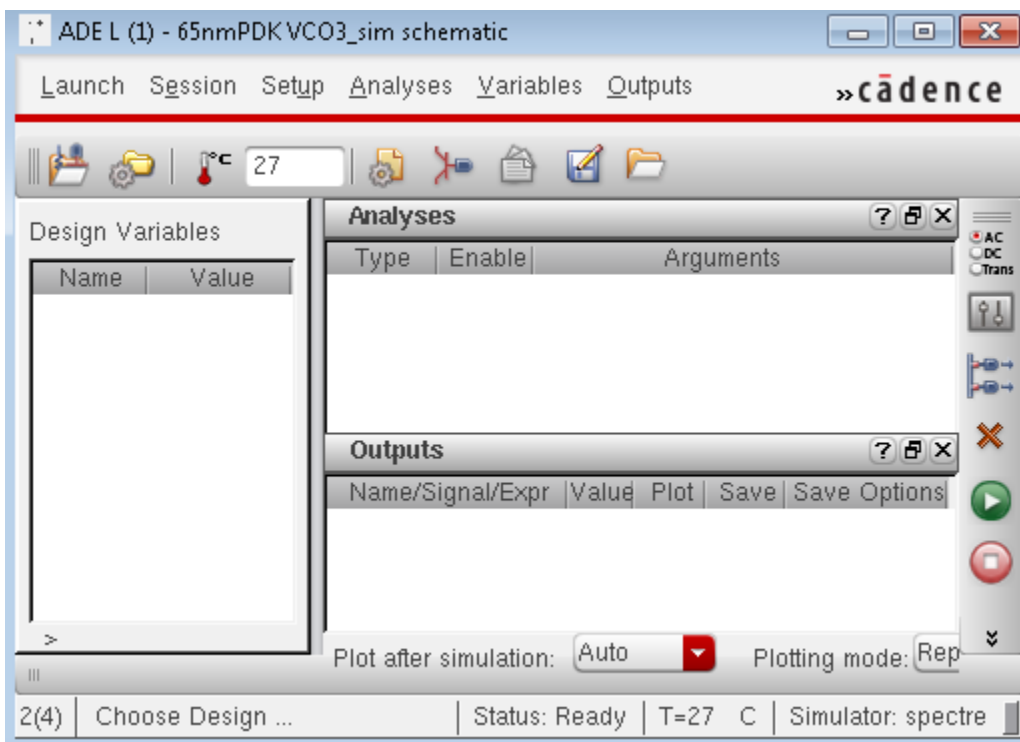 ADE L (1) - 65nmPDK VCO3_sim schematic
Launch Session Setup Analyses Variables Outputs »cādence
°C 27
Design Variables
Name Value
>
Analyses
Type Enable Arguments
AC
DC
Trans
Outputs
Name/Signal/Expr Value Plot Save Save Options
Plot after simulation: Auto Plotting mode: Rep
2(4) Choose Design ... Status: Ready T=27 C Simulator: spectre